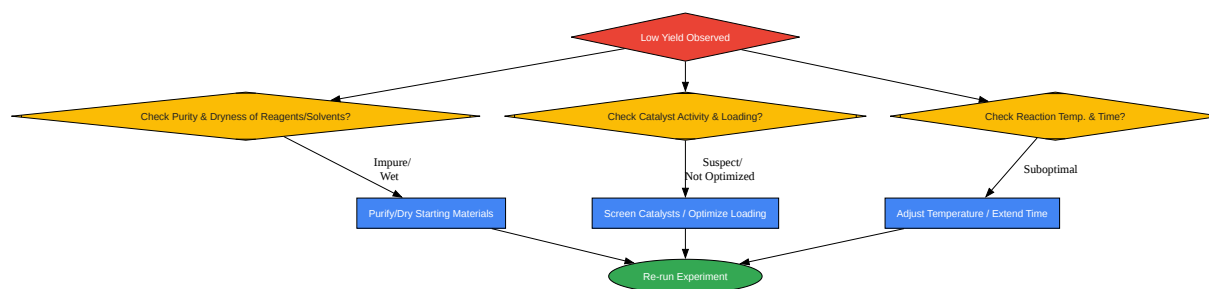 Low Yield Observed
Check Purity & Dryness of Reagents/Solvents?
Check Catalyst Activity & Loading?
Check Reaction Temp. & Time?
Impure/
Wet
Suspect/
Not Optimized
Suboptimal
Purify/Dry Starting Materials
Screen Catalysts / Optimize Loading
Adjust Temperature / Extend Time
Re-run Experiment